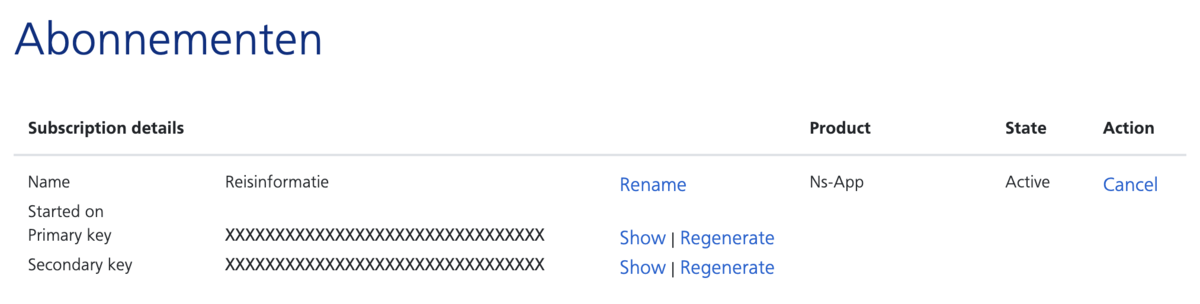 Abonnementen
Subscription details Product State Action
Name Reisinformatie Rename Ns-App Active Cancel
Started on
Primary key XXXXXXXXXXXXXXXXXXXXXXXXXXXXXXXX Show | Regenerate
Secondary key XXXXXXXXXXXXXXXXXXXXXXXXXXXXXXXX Show | Regenerate